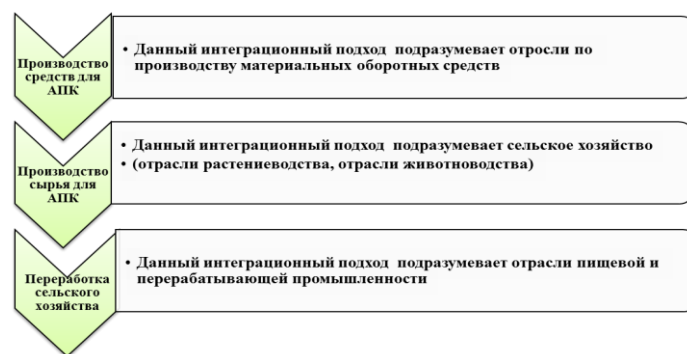 Производство
средств для
АПК
• Данный интеграционный подход подразумевает отросли по
производству материальных оборотных средств
Производство
сырья для
АПК
• Данный интеграционный подход подразумевает сельское хозяйство
• (отрасли растениеводства, отрасли животноводства)
Переработка
сельского
хозяйства
• Данный интеграционный подход подразумевает отрасли пищевой и
перерабатывающей промышленности